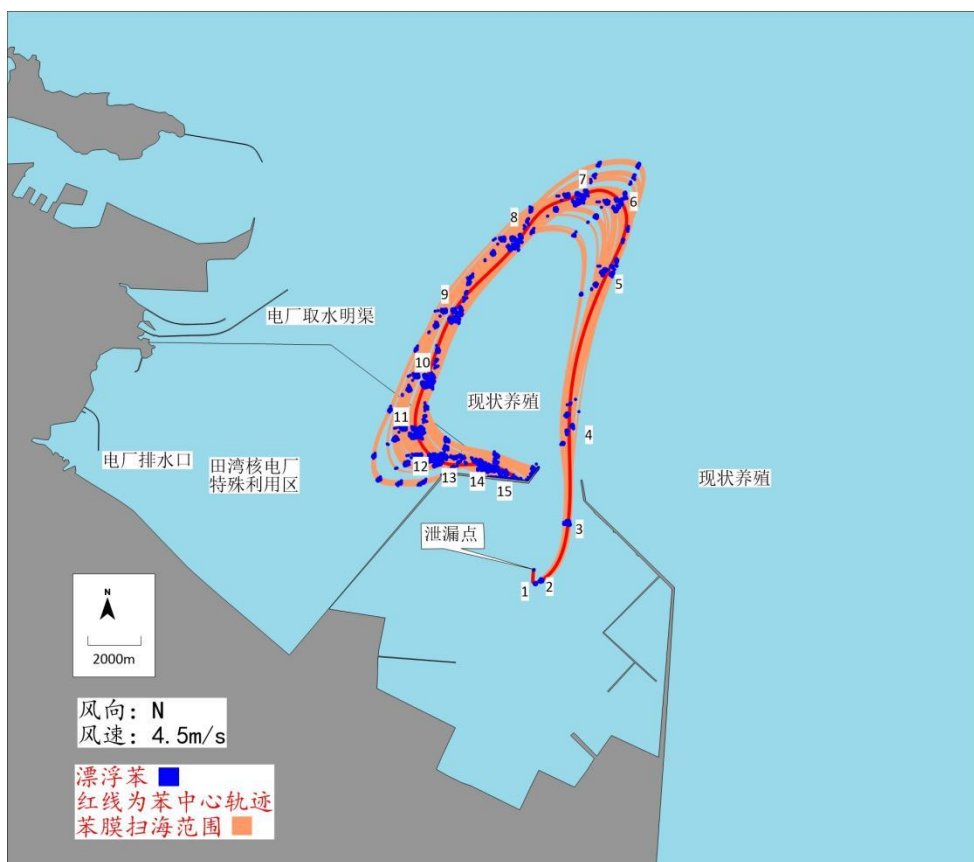 7
6
8
5
9
电厂取水明渠
10
现状养殖
11
4
电厂排水口
田湾核电厂
特殊利用区
12
13
14
15
现状养殖
3
泄漏点
1
2
N
2000m
风向: N
风速: 4.5m/s
漂浮苯
红线为苯中心轨迹
苯膜扫海范围